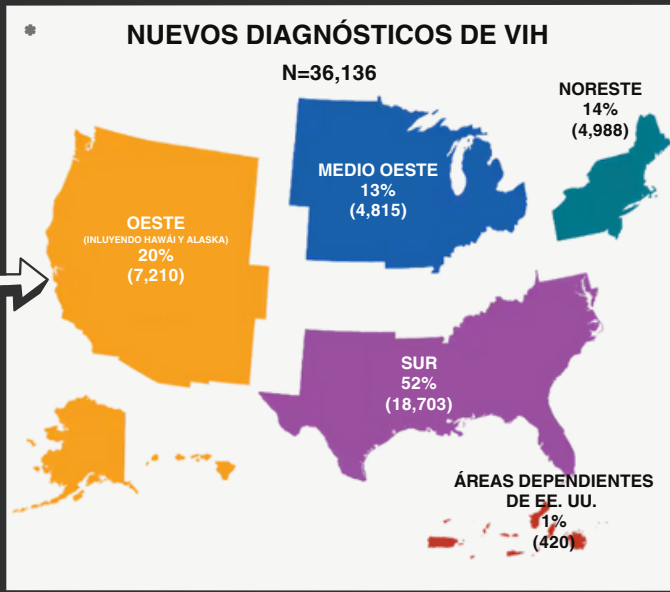 *
NUEVOS DIAGNÓSTICOS DE VIH
N=36,136
NORESTE
14%
(4,988)
MEDIO OESTE
13%
(4,815)
OESTE
(INLUYENDO HAWÁI Y ALASKA)
20%
(7,210)
SUR
52%
(18,703)
ÁREAS DEPENDIENTES
DE EE. UU.
1%
(420)